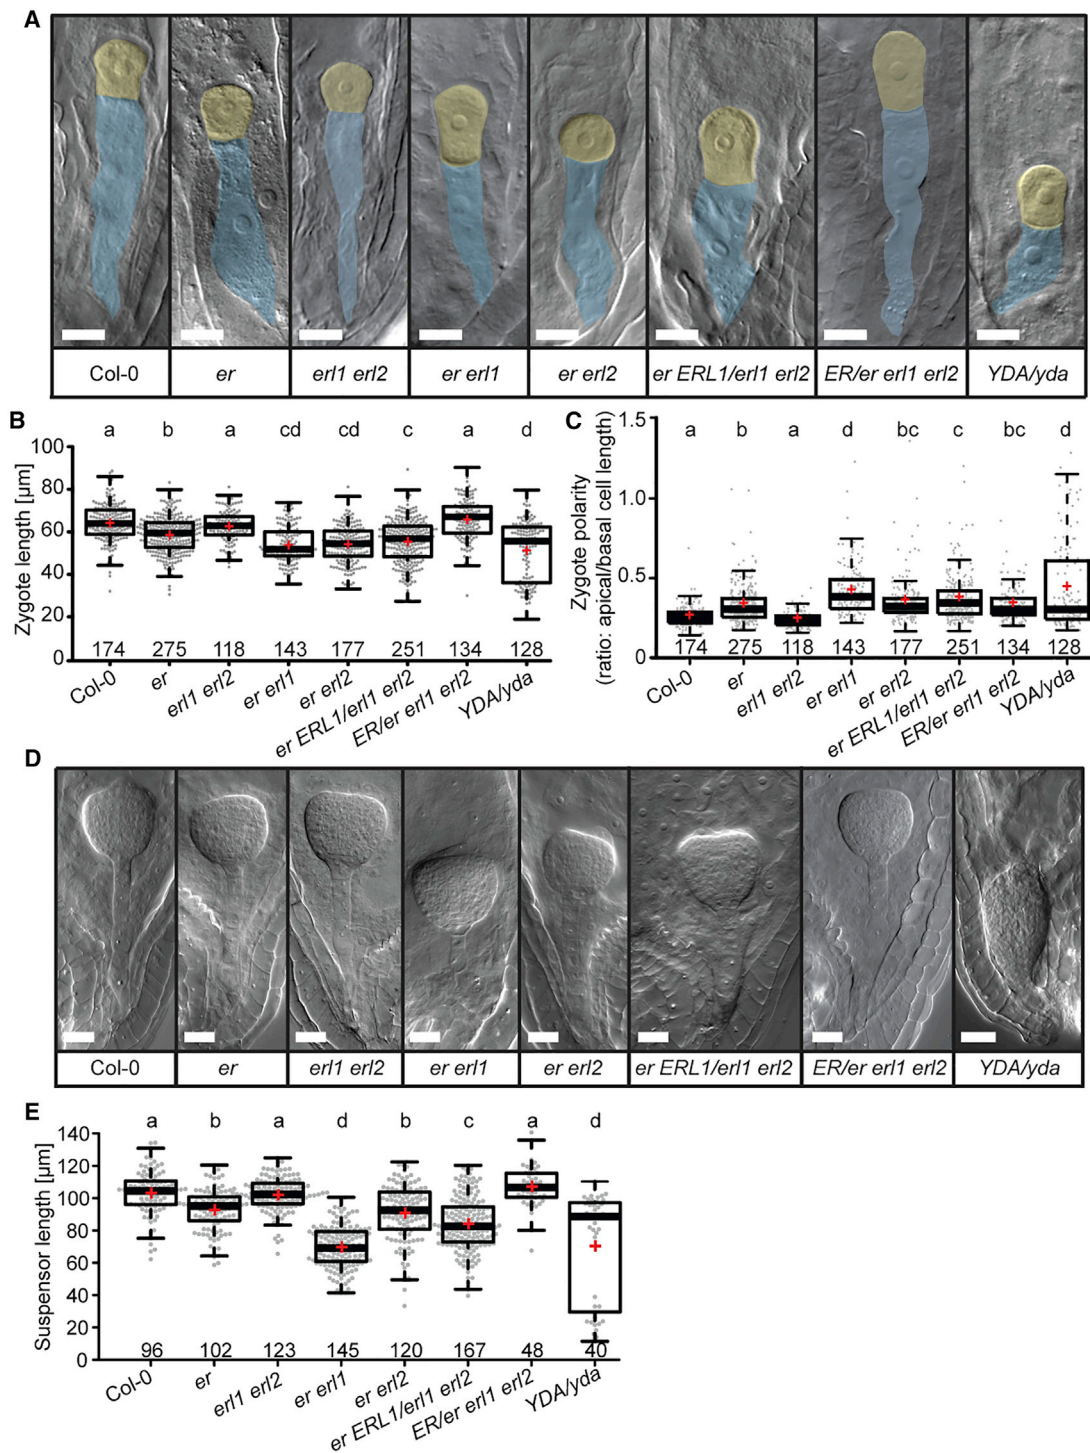 A
Col-0 er erl1 erl2 er erl1 er erl2 er ERL1/erl1 erl2 ER/er erl1 erl2 YDA/yda
B
a b a cd cd c a d
Zygote length [µm]
100
80
60
40
20
0
174 275 118 143 177 251 134 128
Col-0 er erl1 erl2 er erl1 er erl2 er ERL1/erl1 erl2 ER/er erl1 erl2 YDA/yda
C
a b a d bc c bc d
Zygote polarity
(ratio: apical/basal cell length)
1.5
1.0
0.5
0
174 275 118 143 177 251 134 128
Col-0 er erl1 erl2 er erl1 er erl2 er ERL1/erl1 erl2 ER/er erl1 erl2 YDA/yda
D
Col-0 er erl1 erl2 er erl1 er erl2 er ERL1/erl1 erl2 ER/er erl1 erl2 YDA/yda
E
a b a d b c a d
Suspensor length [µm]
140
120
100
80
60
40
20
0
96 102 123 145 120 167 48 40
Col-0 er erl1 erl2 er erl1 er erl2 er ERL1/erl1 erl2 ER/er erl1 erl2 YDA/yda